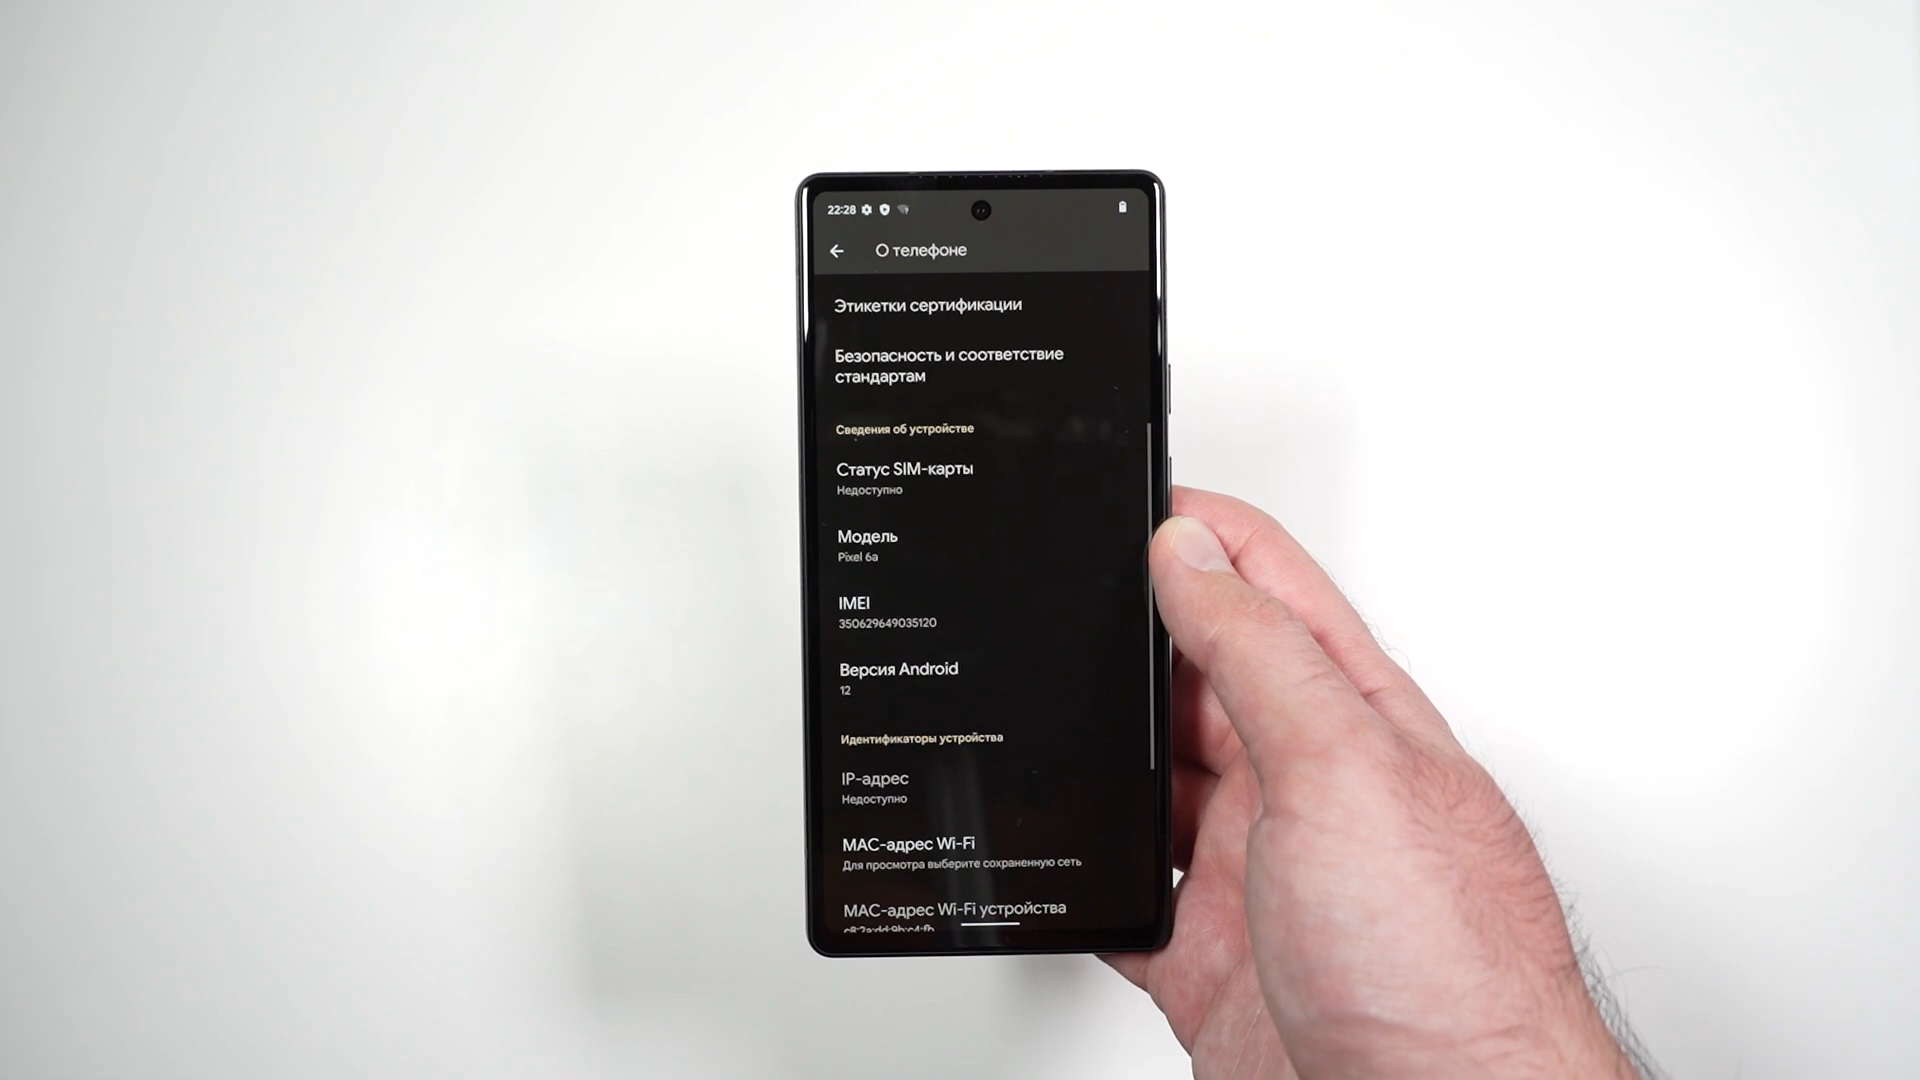 22:28
О телефоне
Этикетки сертификации
Безопасность и соответствие
стандартам
Сведения об устройстве
Статус SIM-карты
Недоступно
Модель
Pixel 6a
IMEI
350629649035120
Версия Android
12
Идентификаторы устройства
IP-адрес
Недоступно
MAC-адрес Wi-Fi
Для просмотра выберите сохраненную сеть
MAC-адрес Wi-Fi устройства